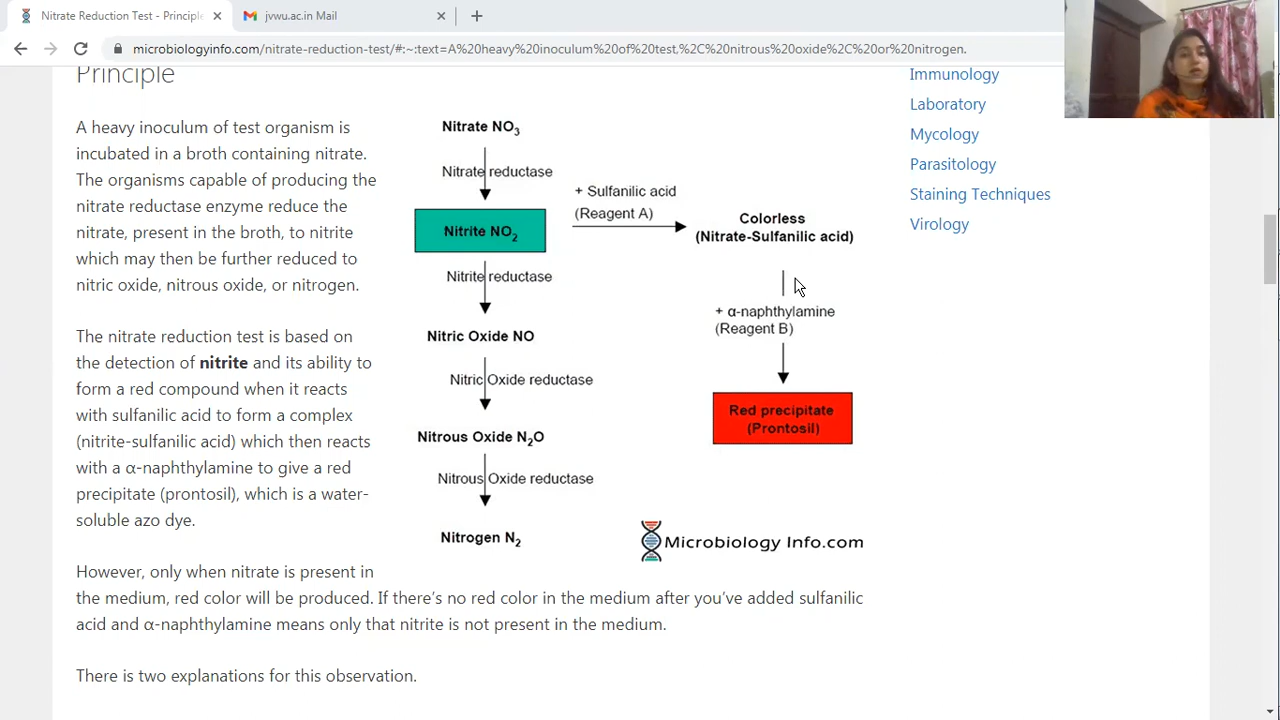 Nitrate Reduction Test - Principle
jvwu.ac.in Mail
microbiologyinfo.com/nitrate-reduction-test/#:~:text=A%20heavy%20inoculum%20of%20test,%2C%20nitrous%20oxide%2C%20or%20nitrogen.
Principle
A heavy inoculum of test organism is
incubated in a broth containing nitrate.
The organisms capable of producing the
nitrate reductase enzyme reduce the
nitrate, present in the broth, to nitrite
which may then be further reduced to
nitric oxide, nitrous oxide, or nitrogen.
The nitrate reduction test is based on
the detection of nitrite and its ability to
form a red compound when it reacts
with sulfanilic acid to form a complex
(nitrite-sulfanilic acid) which then reacts
with a α-naphthylamine to give a red
precipitate (prontosil), which is a water-
soluble azo dye.
Nitrate NO3
Nitrate reductase
Nitrite NO2
Nitrite reductase
Nitric Oxide NO
Nitric Oxide reductase
Nitrous Oxide N2O
Nitrous Oxide reductase
Nitrogen N2
+ Sulfanilic acid
(Reagent A)
Colorless
(Nitrate-Sulfanilic acid)
+ α-naphthylamine
(Reagent B)
Red precipitate
(Prontosil)
Microbiology Info.com
However, only when nitrate is present in
the medium, red color will be produced. If there’s no red color in the medium after you’ve added sulfanilic
acid and α-naphthylamine means only that nitrite is not present in the medium.
There is two explanations for this observation.
Immunology
Laboratory
Mycology
Parasitology
Staining Techniques
Virology